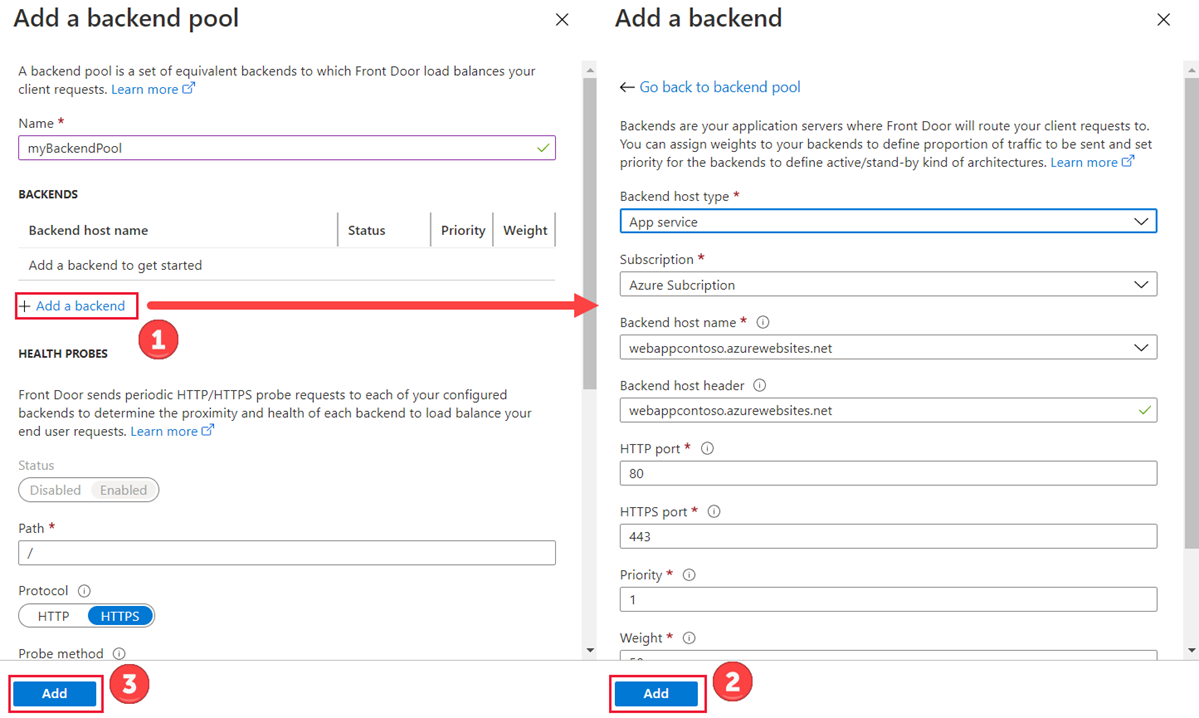 Add a backend pool
A backend pool is a set of equivalent backends to which Front Door load balances your
client requests. Learn more
Name *
myBackendPool
BACKENDS
Backend host name Status Priority Weight
Add a backend to get started
+ Add a backend
1
HEALTH PROBES
Front Door sends periodic HTTP/HTTPS probe requests to each of your configured
backends to determine the proximity and health of each backend to load balance your
end user requests. Learn more
Status
Disabled Enabled
Path *
/
Protocol
HTTP HTTPS
Probe method
Add
3
Add a backend
Go back to backend pool
Backends are your application servers where Front Door will route your client requests to.
You can assign weights to your backends to define proportion of traffic to be sent and set
priority for the backends to define active/stand-by kind of architectures. Learn more
Backend host type *
App service
Subscription *
Azure Subcription
Backend host name *
webappcontoso.azurewebsites.net
Backend host header
webappcontoso.azurewebsites.net
HTTP port *
80
HTTPS port *
443
Priority *
1
Weight *
Add
2